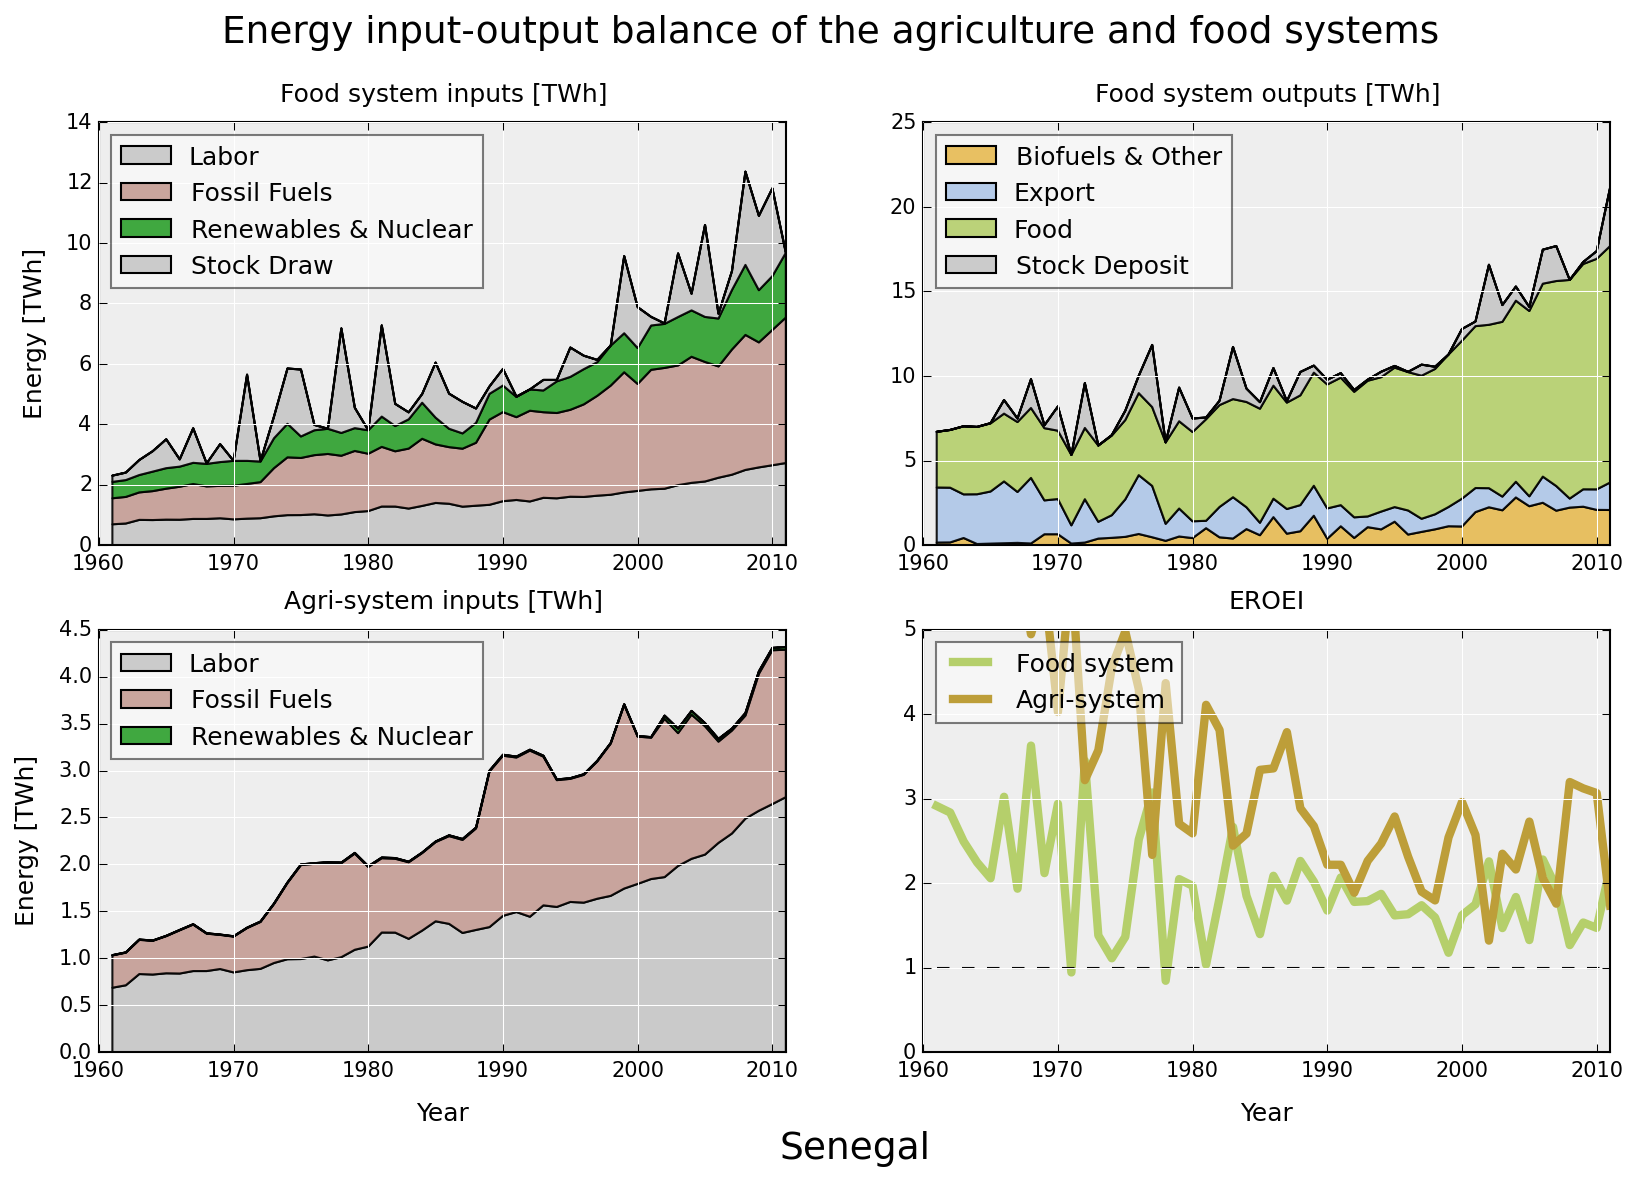 Energy input-output balance of the agriculture and food systems
Food system inputs [TWh]
Energy [TWh]
14
12
10
8
6
4
2
0
1960 1970 1980 1990 2000 2010
Labor
Fossil Fuels
Renewables & Nuclear
Stock Draw
Food system outputs [TWh]
25
20
15
10
5
0
1960 1970 1980 1990 2000 2010
Biofuels & Other
Export
Food
Stock Deposit
Agri-system inputs [TWh]
Energy [TWh]
4.5
4.0
3.5
3.0
2.5
2.0
1.5
1.0
0.5
0.0
1960 1970 1980 1990 2000 2010
Year
Labor
Fossil Fuels
Renewables & Nuclear
EROEI
5
4
3
2
1
0
1960 1970 1980 1990 2000 2010
Year
Food system
Agri-system
Senegal